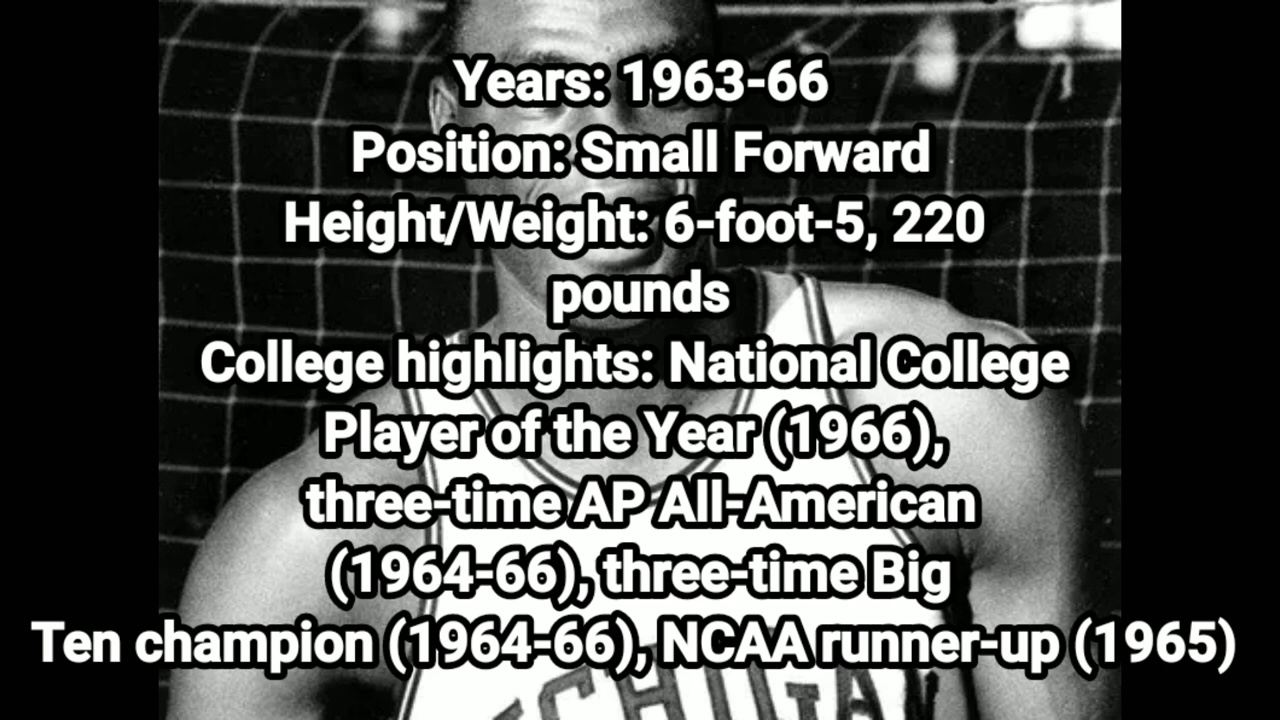 Years: 1963-66
Position: Small Forward
Height/Weight: 6-foot-5, 220
pounds
College highlights: National College
Player of the Year (1966),
three-time AP All-American
(1964-66), three-time Big
Ten champion (1964-66), NCAA runner-up (1965)
CHIGAN